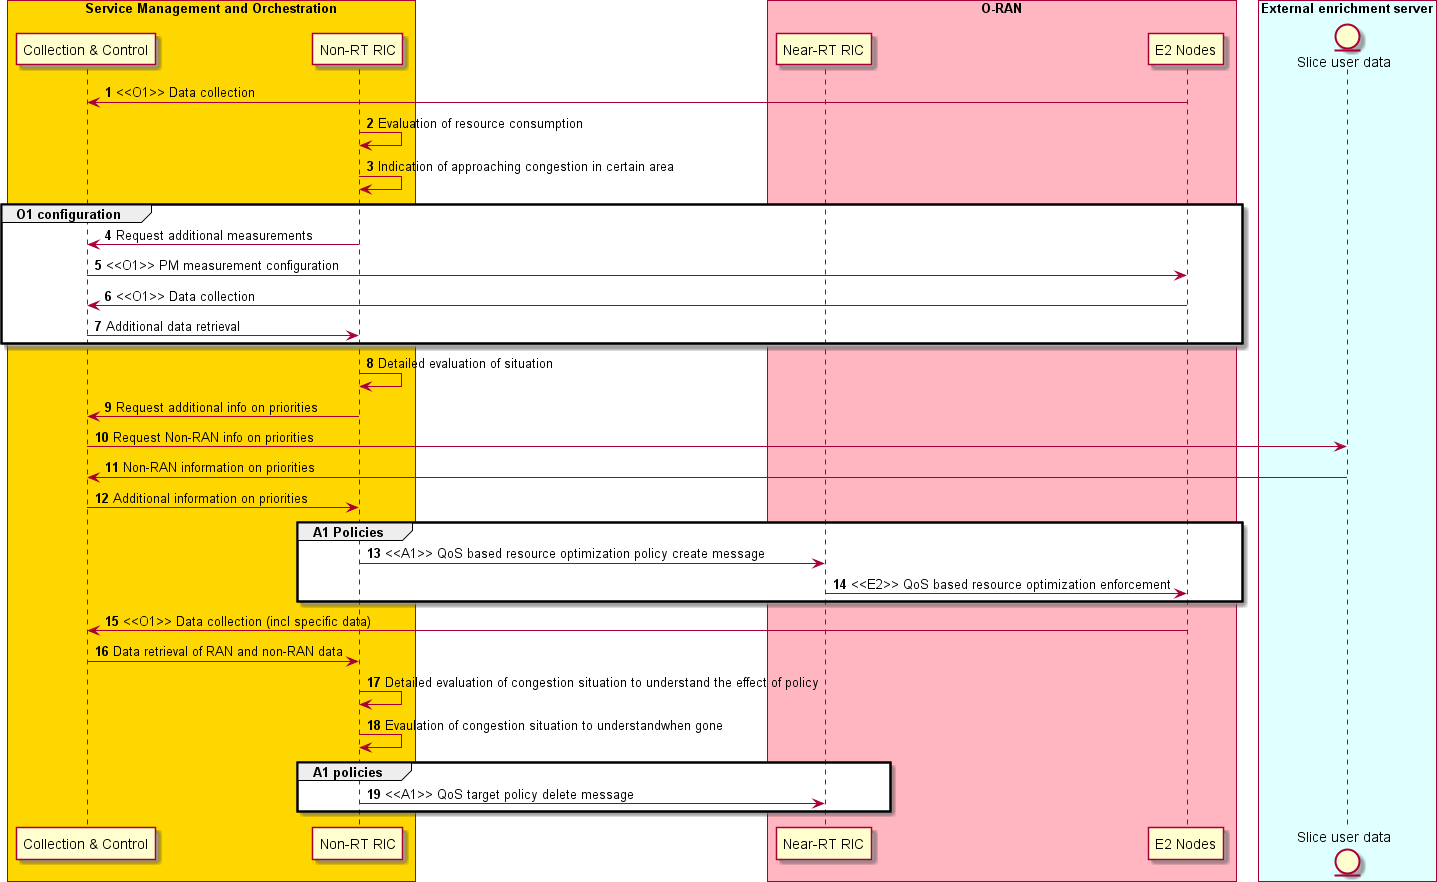 Service Management and Orchestration
O-RAN
External enrichment server
Collection & Control
Non-RT RIC
Near-RT RIC
E2 Nodes
Slice user data
1 <<O1>> Data collection
2 Evaluation of resource consumption
3 Indication of approaching congestion in certain area
O1 configuration
4 Request additional measurements
5 <<O1>> PM measurement configuration
6 <<O1>> Data collection
7 Additional data retrieval
8 Detailed evaluation of situation
9 Request additional info on priorities
10 Request Non-RAN info on priorities
11 Non-RAN information on priorities
12 Additional information on priorities
A1 Policies
13 <<A1>> QoS based resource optimization policy create message
14 <<E2>> QoS based resource optimization enforcement
15 <<O1>> Data collection (incl specific data)
16 Data retrieval of RAN and non-RAN data
17 Detailed evaluation of congestion situation to understand the effect of policy
18 Evaulation of congestion situation to understandwhen gone
A1 policies
19 <<A1>> QoS target policy delete message
Collection & Control
Non-RT RIC
Near-RT RIC
E2 Nodes
Slice user data